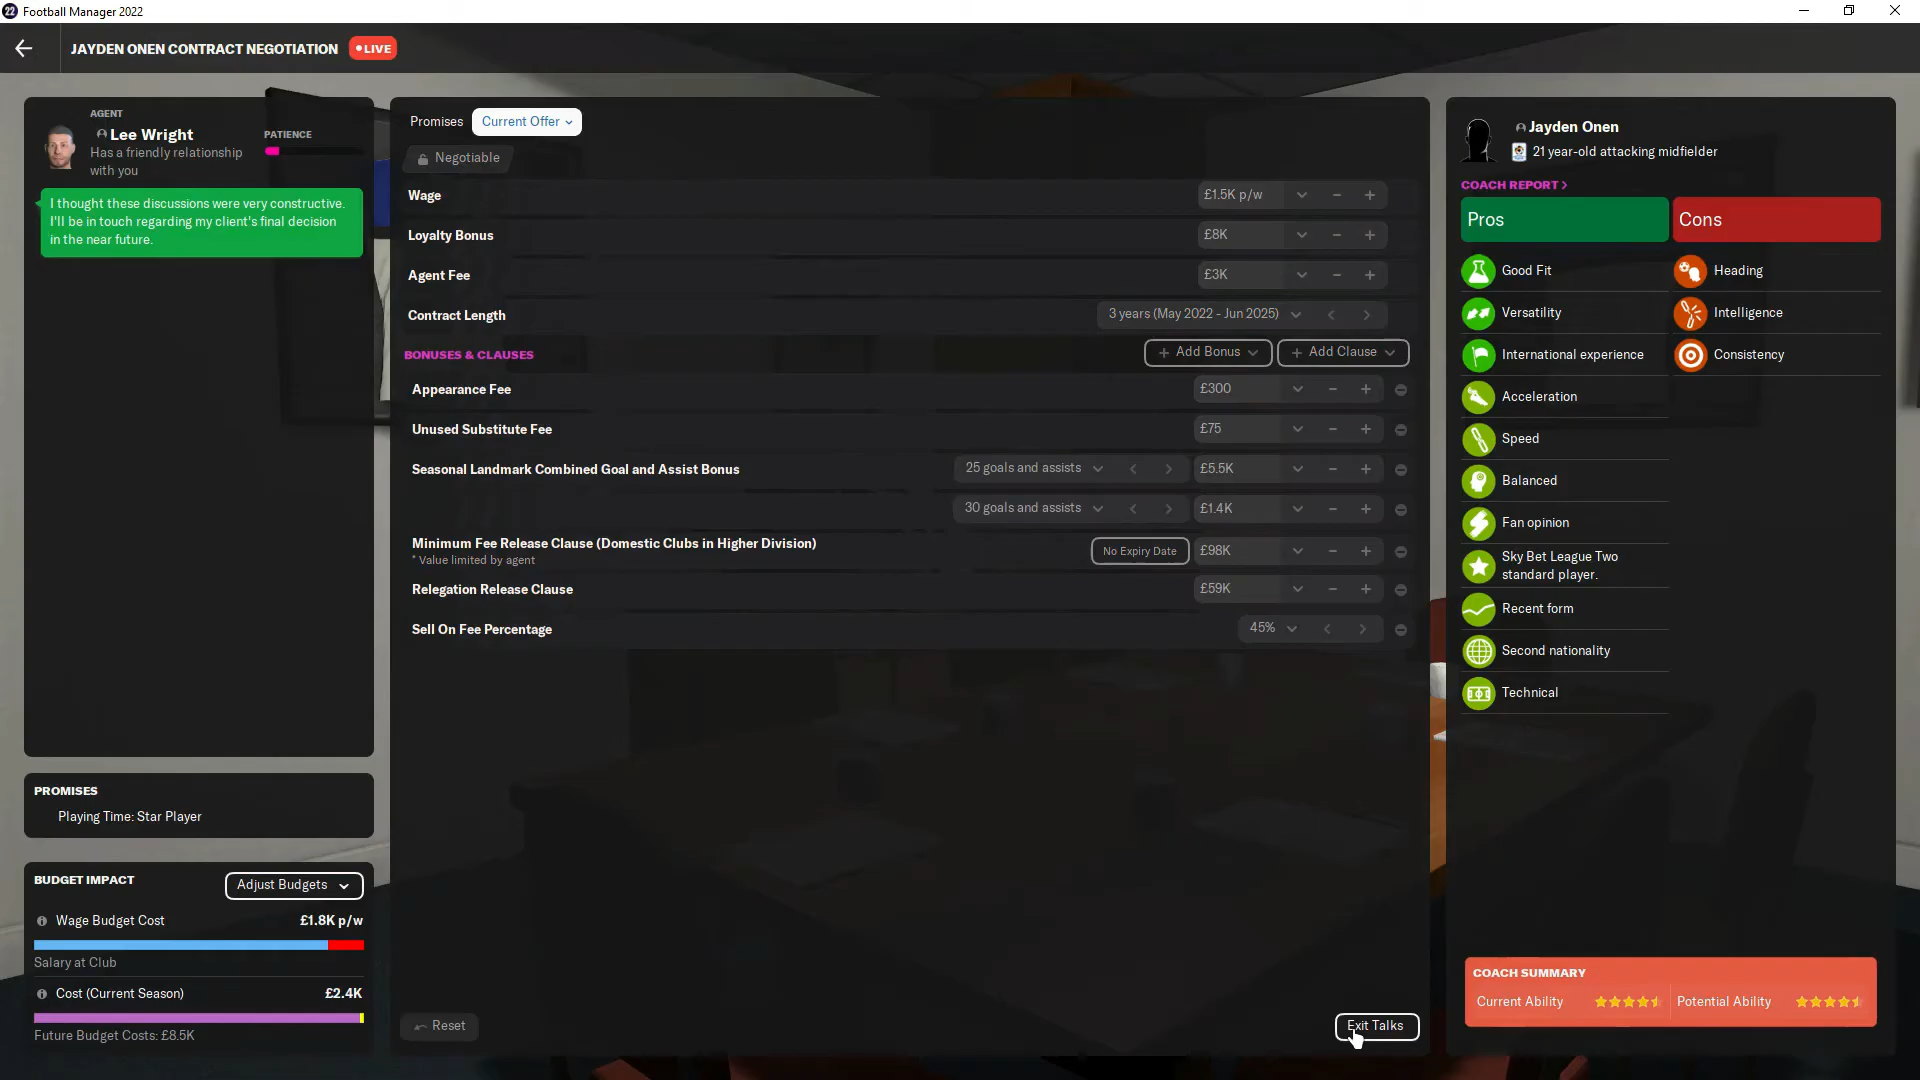 Football Manager 2022
JAYDEN ONEN CONTRACT NEGOTIATION
LIVE
AGENT
Lee Wright
Has a friendly relationship
with you
PATIENCE
I thought these discussions were very constructive.
I'll be in touch regarding my client's final decision
in the near future.
PROMISES
Playing Time: Star Player
BUDGET IMPACT
Adjust Budgets
Wage Budget Cost
£1.8K p/w
Salary at Club
Cost (Current Season)
£2.4K
Future Budget Costs: £8.5K
Promises
Current Offer
Negotiable
Wage
£1.5K p/w
Loyalty Bonus
£8K
Agent Fee
£3K
Contract Length
3 years (May 2022 - Jun 2025)
BONUSES & CLAUSES
Add Bonus
Add Clause
Appearance Fee
£300
Unused Substitute Fee
£75
Seasonal Landmark Combined Goal and Assist Bonus
25 goals and assists
£5.5K
30 goals and assists
£1.4K
Minimum Fee Release Clause (Domestic Clubs in Higher Division)
* Value limited by agent
No Expiry Date
£98K
Relegation Release Clause
£59K
Sell On Fee Percentage
45%
Reset
Exit Talks
Jayden Onen
21 year-old attacking midfielder
COACH REPORT >
Pros
Cons
Good Fit
Heading
Versatility
Intelligence
International experience
Consistency
Acceleration
Speed
Balanced
Fan opinion
Sky Bet League Two
standard player.
Recent form
Second nationality
Technical
COACH SUMMARY
Current Ability
Potential Ability